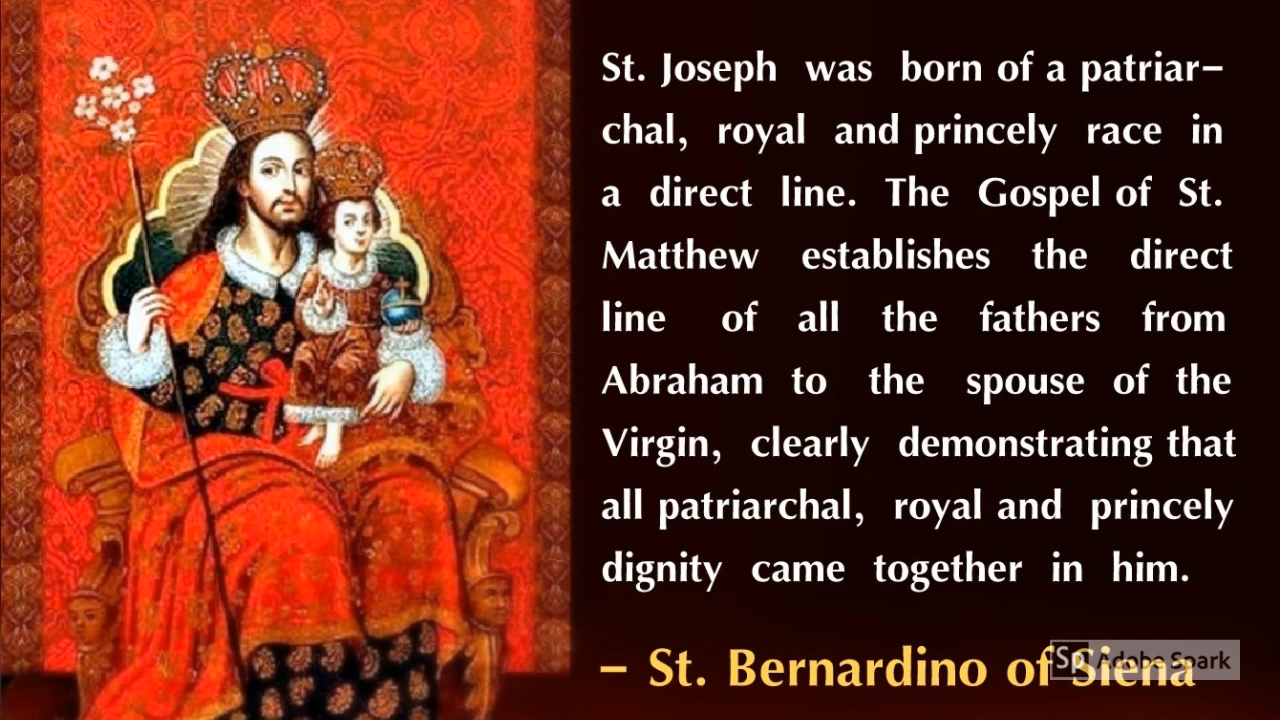 St. Joseph was born of a patriar–
chal, royal and princely race in
a direct line. The Gospel of St.
Matthew establishes the direct
line of all the fathers from
Abraham to the spouse of the
Virgin, clearly demonstrating that
all patriarchal, royal and princely
dignity came together in him.
– St. Bernardino of Siena
Sp Adobe Spark